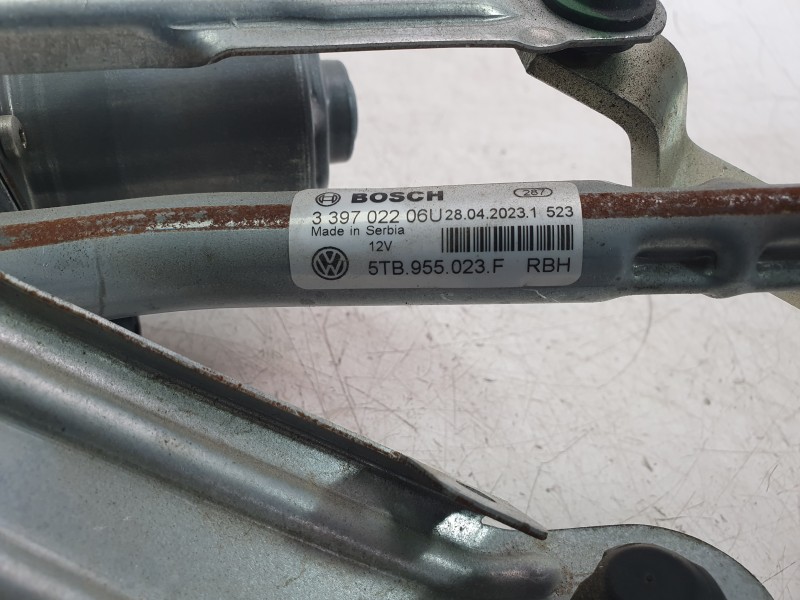 BOSCH 287
3 397 022 06U 28.04.2023.1 523
Made in Serbia
12V
5TB.955.023.F RBH